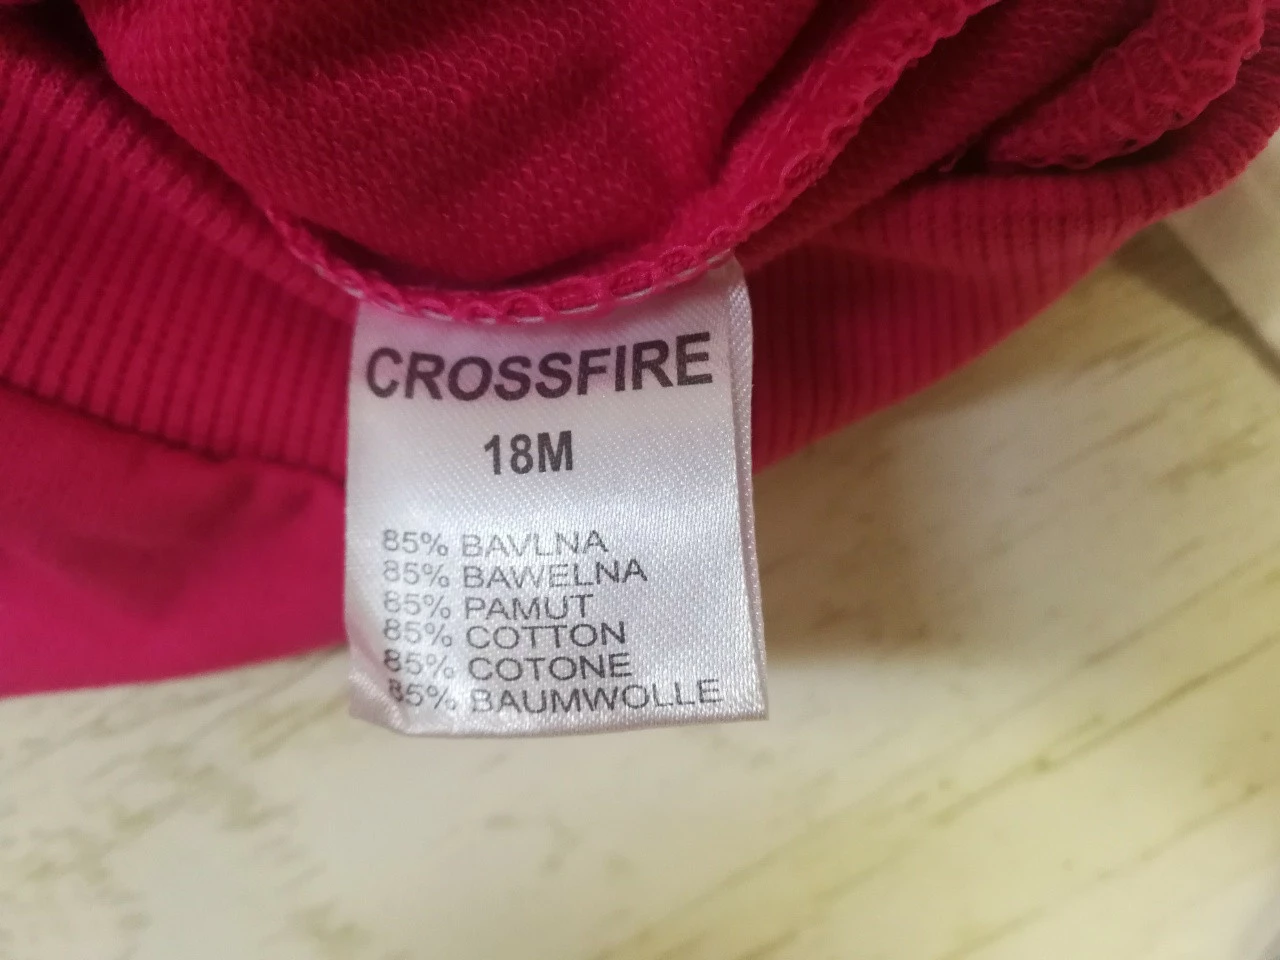 CROSSFIRE
18M
85% BAVLNA
85% BAWELNA
85% PAMUT
85% COTTON
85% COTONE
85% BAUMWOLLE